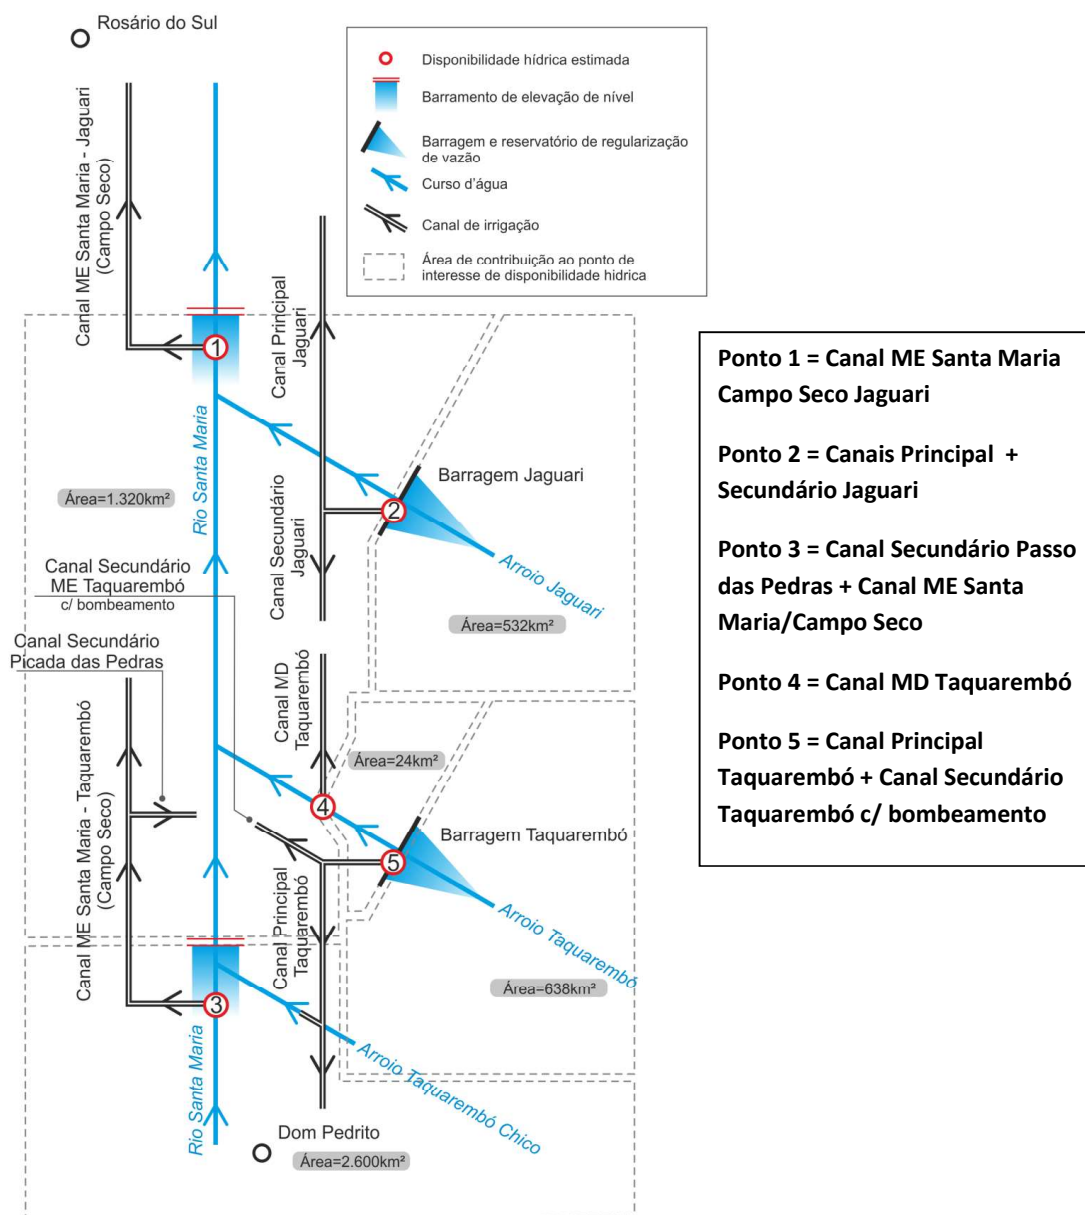 Rosário do Sul
Disponibilidade hídrica estimada
Barramento de elevação de nível
Barragem e reservatório de regularização
de vazão
Curso d'água
Canal de irrigação
Área de contribuição ao ponto de
interesse de disponibilidade hidrica
Canal ME Santa Maria - Jaguari
(Campo Seco)
Canal Principal
Jaguari
1
Rio Santa Maria
Área=1.320km²
Barragem Jaguari
2
Canal Secundário
Jaguari
Arroio Jaguari
Área=532km²
Canal Secundário
ME Taquarembó
c/ bombeamento
Canal Secundário
Picada das Pedras
Canal MD
Taquarembó
Área=24km²
4
Barragem Taquarembó
5
Canal ME Santa Maria - Taquarembó
(Campo Seco)
Canal Principal
Taquarembó
Arroio Taquarembó
Área=638km²
3
Rio Santa Maria
Arroio Taquarembó Chico
Dom Pedrito
Área=2.600km²
Ponto 1 = Canal ME Santa Maria
Campo Seco Jaguari
Ponto 2 = Canais Principal +
Secundário Jaguari
Ponto 3 = Canal Secundário Passo
das Pedras + Canal ME Santa
Maria/Campo Seco
Ponto 4 = Canal MD Taquarembó
Ponto 5 = Canal Principal
Taquarembó + Canal Secundário
Taquarembó c/ bombeamento